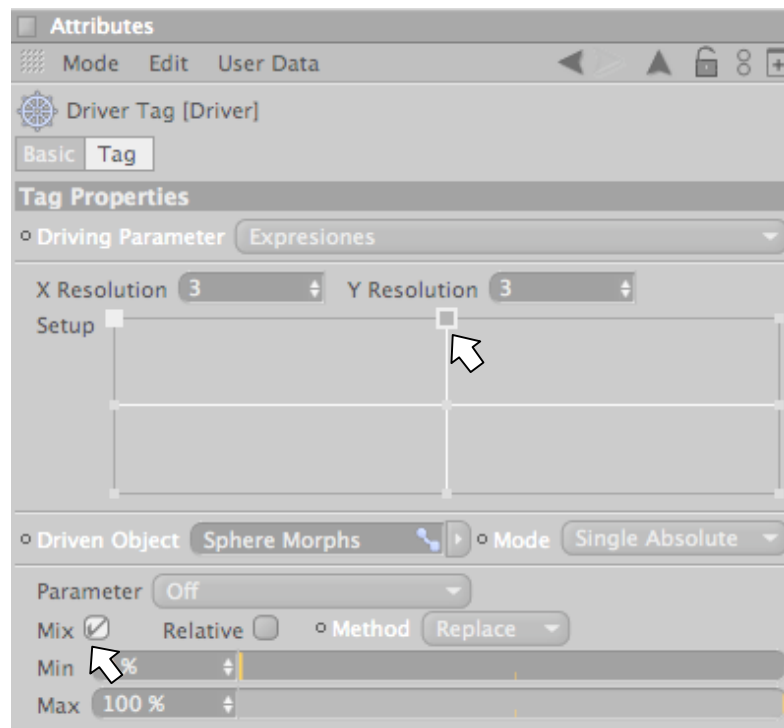 Attributes
Mode Edit User Data
Driver Tag [Driver]
Basic Tag
Tag Properties
Driving Parameter Expresiones
X Resolution 3 Y Resolution 3
Setup
Driven Object Sphere Morphs Mode Single Absolute
Parameter Off
Mix Relative Method Replace
Min %
Max 100 %